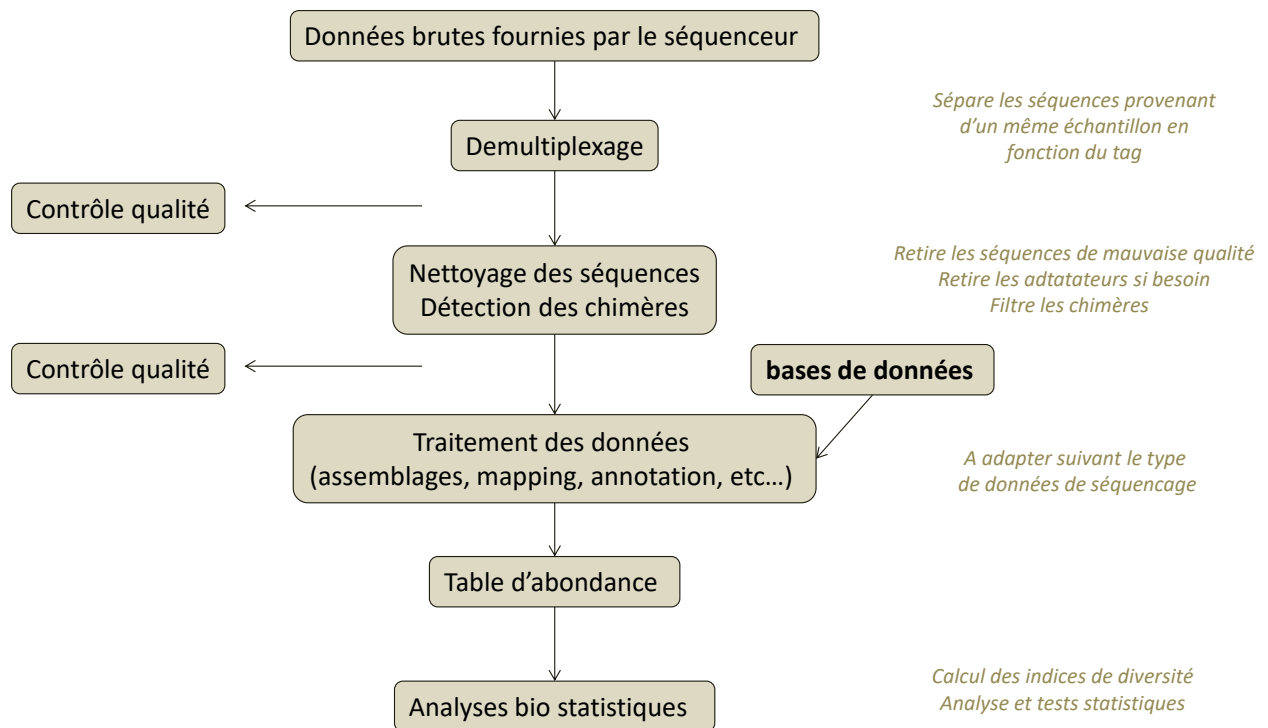 Données brutes fournies par le séquenceur
Sépare les séquences provenant
d’un même échantillon en
fonction du tag
Demultiplexage
Contrôle qualité
Nettoyage des séquences
Détection des chimères
Retire les séquences de mauvaise qualité
Retire les adtatateurs si besoin
Filtre les chimères
Contrôle qualité
bases de données
Traitement des données
(assemblages, mapping, annotation, etc…)
A adapter suivant le type
de données de séquencage
Table d’abondance
Calcul des indices de diversité
Analyse et tests statistiques
Analyses bio statistiques